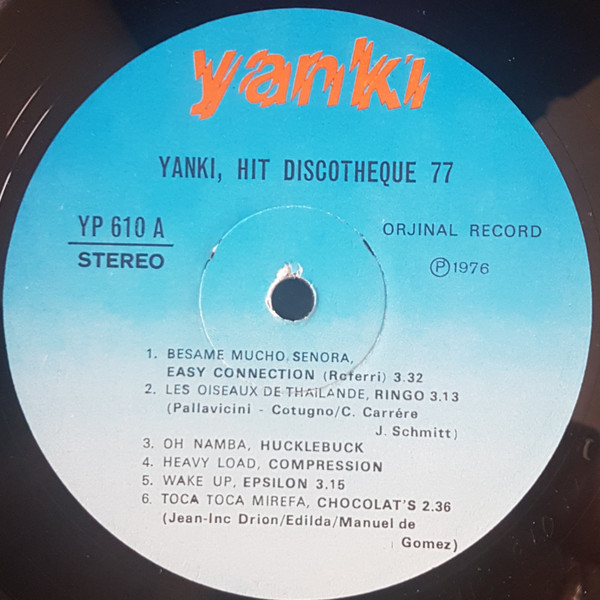 yanki
YANKI, HIT DISCOTHEQUE 77
YP 610 A
STEREO
ORJINAL RECORD
Ⓟ1976
1. BESAME MUCHO SENORA,
EASY CONNECTION (Roferri) 3.32
2. LES OISEAUX DE THAILANDE, RINGO 3.13
(Pallavicini - Cotugno/C. Carrére
J. Schmitt)
3. OH NAMBA, HUCKLEBUCK
4. HEAVY LOAD, COMPRESSION
5. WAKE UP, EPSILON 3.15
6. TOCA TOCA MIREFA, CHOCOLAT'S 2.36
(Jean-Inc Drion/Edilda/Manuel de
Gomez)